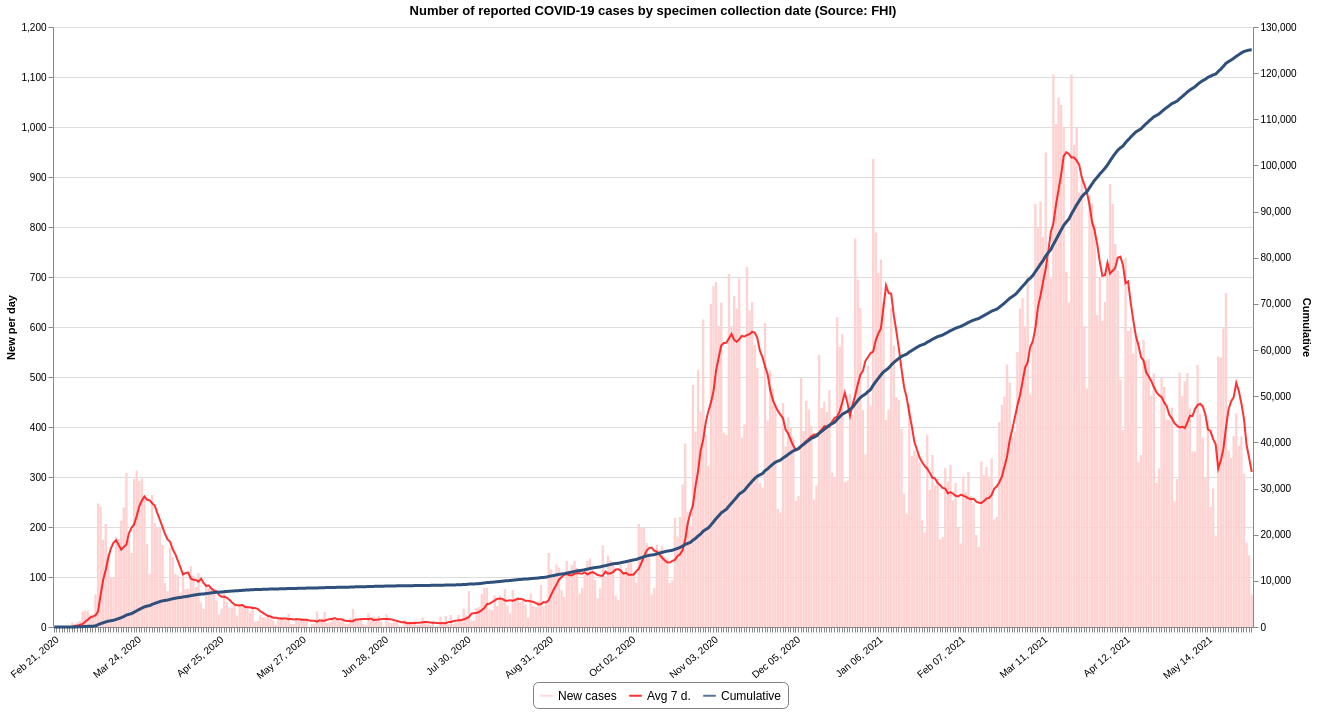 Number of reported COVID-19 cases by specimen collection date (Source: FHI)
1,200
1,100
1,000
900
800
700
600
500
400
300
200
100
0
New per day
130,000
120,000
110,000
100,000
90,000
80,000
70,000
60,000
50,000
40,000
30,000
20,000
10,000
0
Cumulative
Feb 21, 2020
Mar 24, 2020
Apr 25, 2020
May 27, 2020
Jun 28, 2020
Jul 30, 2020
Aug 31, 2020
Oct 02, 2020
Nov 03, 2020
Dec 05, 2020
Jan 06, 2021
Feb 07, 2021
Mar 11, 2021
Apr 12, 2021
May 14, 2021
New cases Avg 7 d. Cumulative